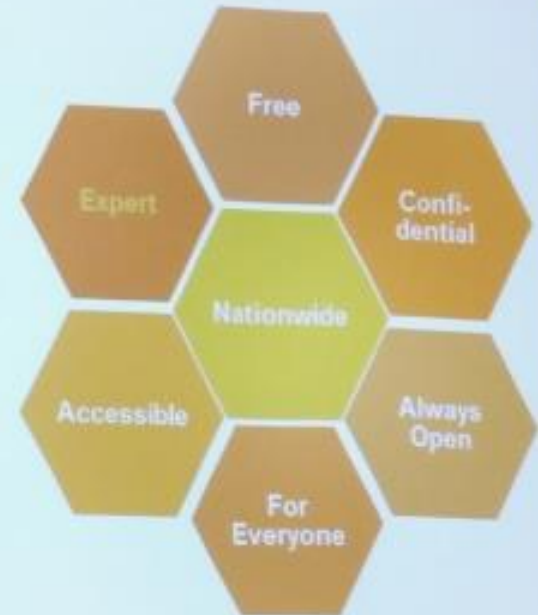 Free
Expert
Confi-
dential
Nationwide
Accessible
Always
Open
For
Everyone